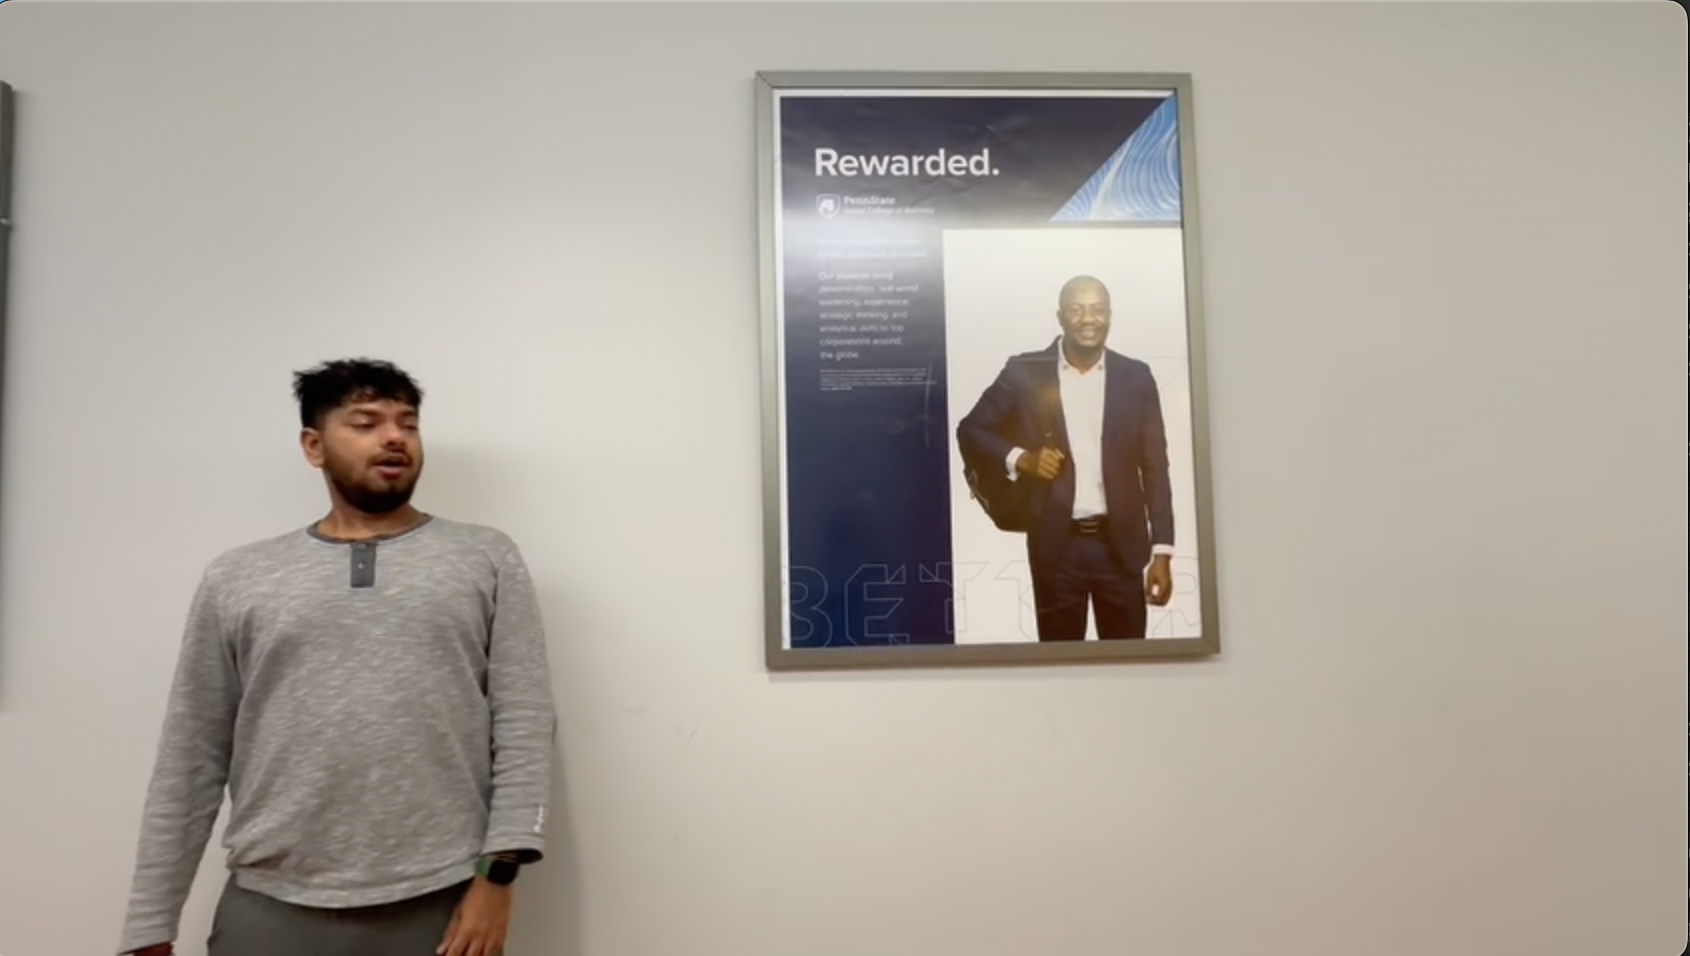 Rewarded.
PennState
Smeal College of Business
Our students bring
determination, real-world
leadership experience,
strategic thinking, and
analytical skills to top
corporations around
the globe.
BETTER